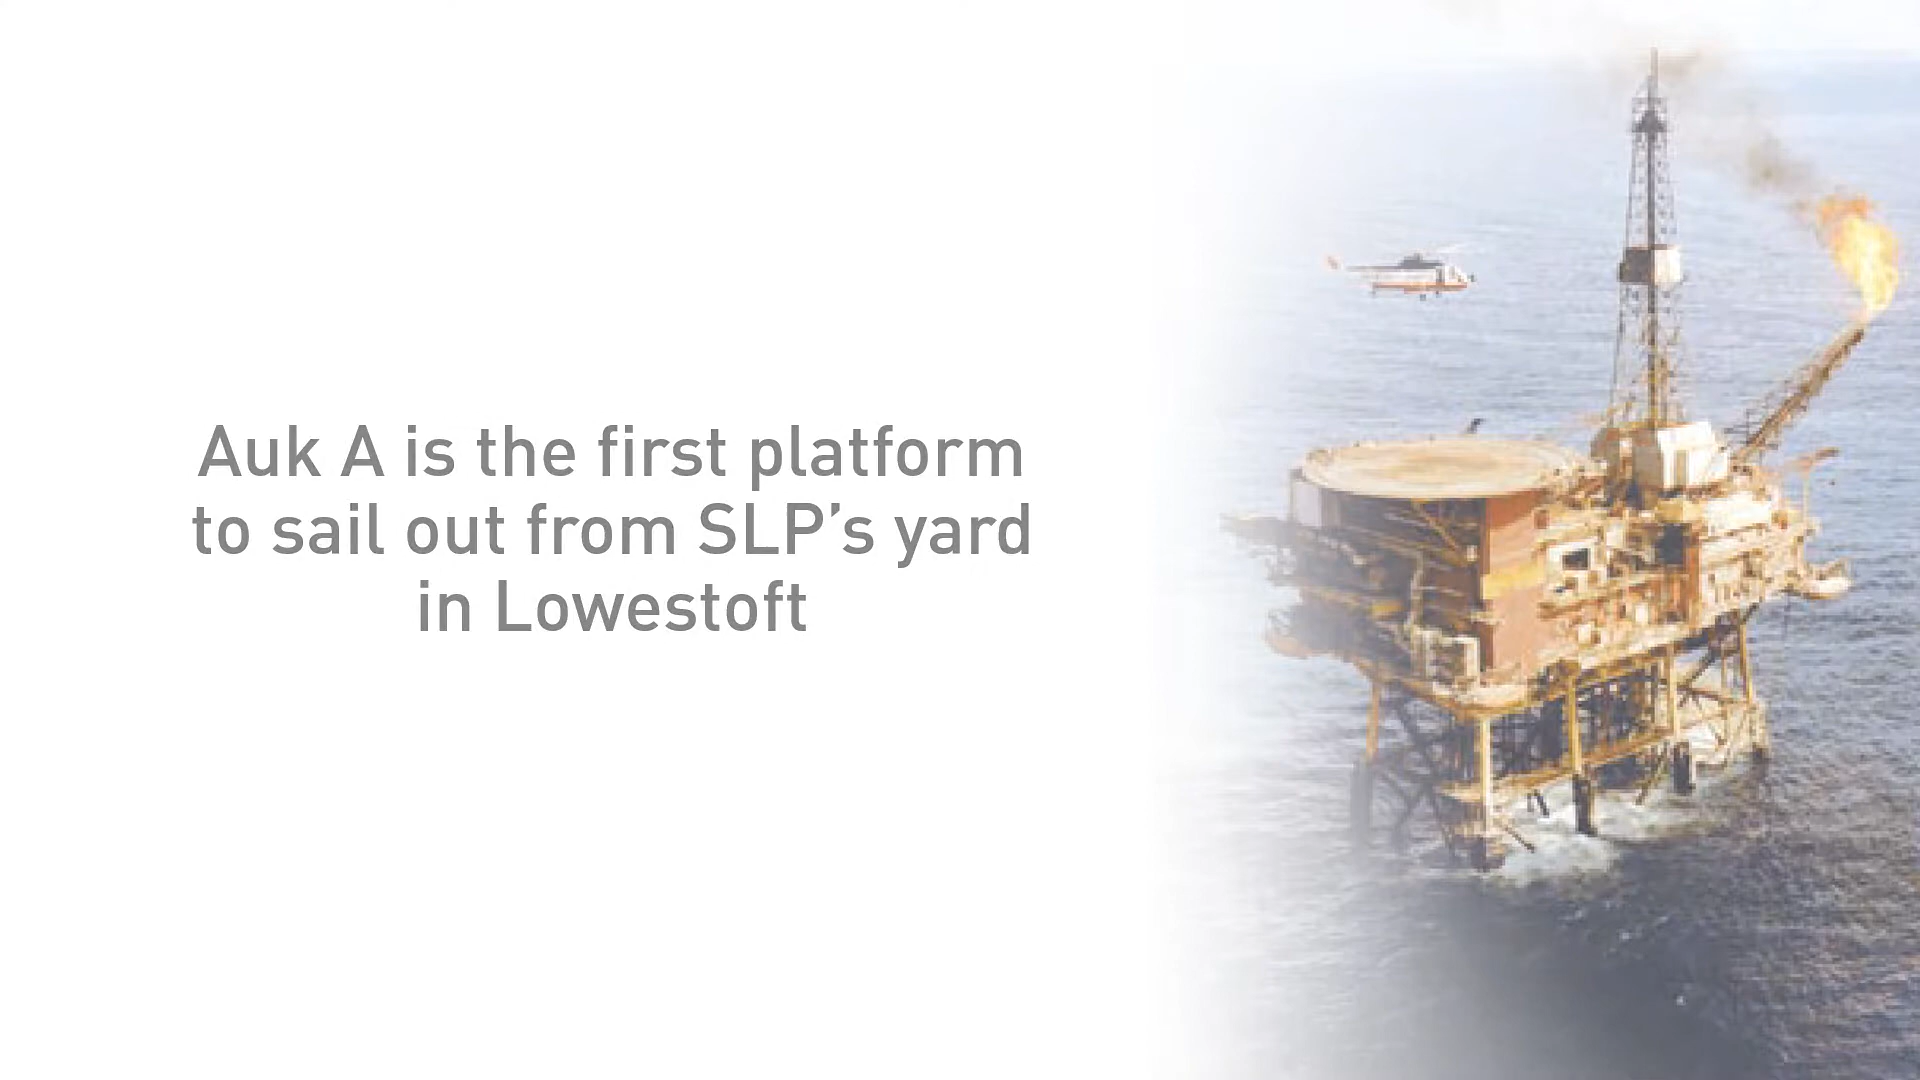 Auk A is the first platform
to sail out from SLP’s yard
in Lowestoft